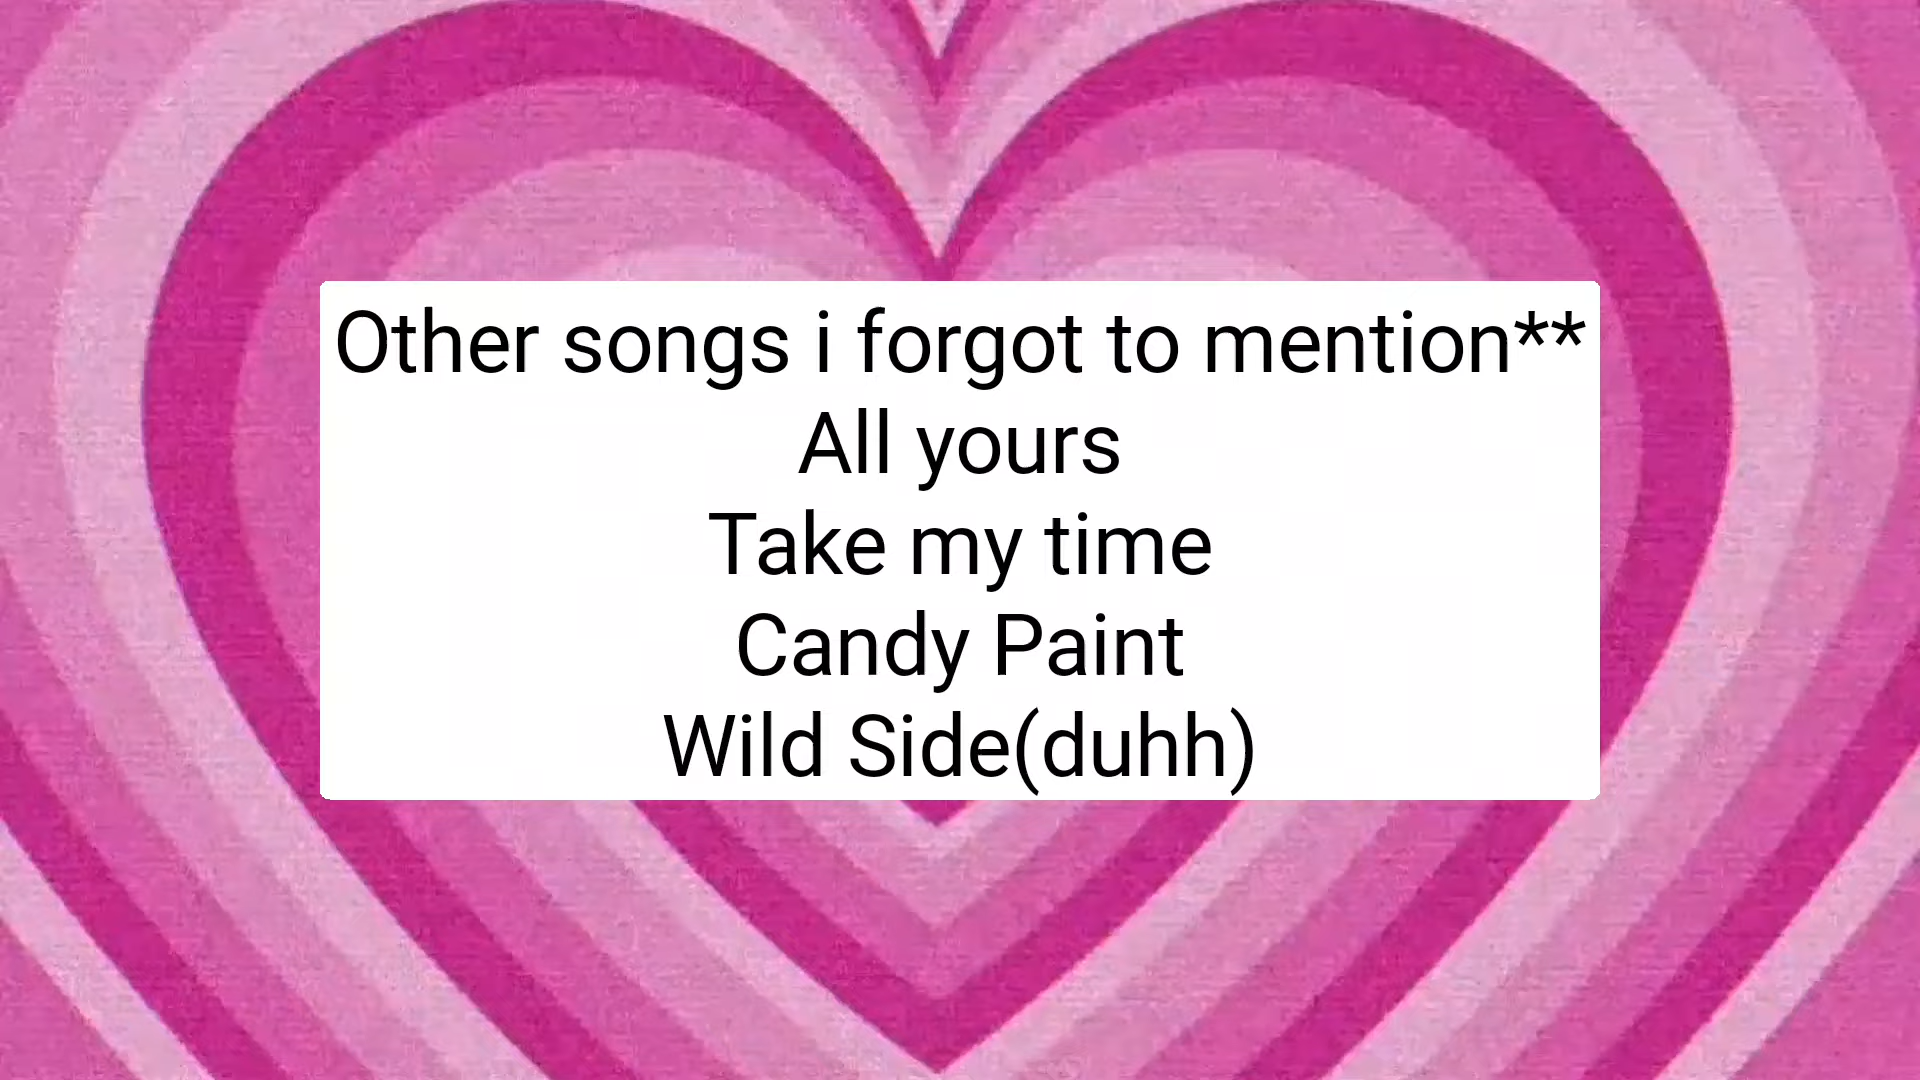 Other songs i forgot to mention**
All yours
Take my time
Candy Paint
Wild Side(duhh)